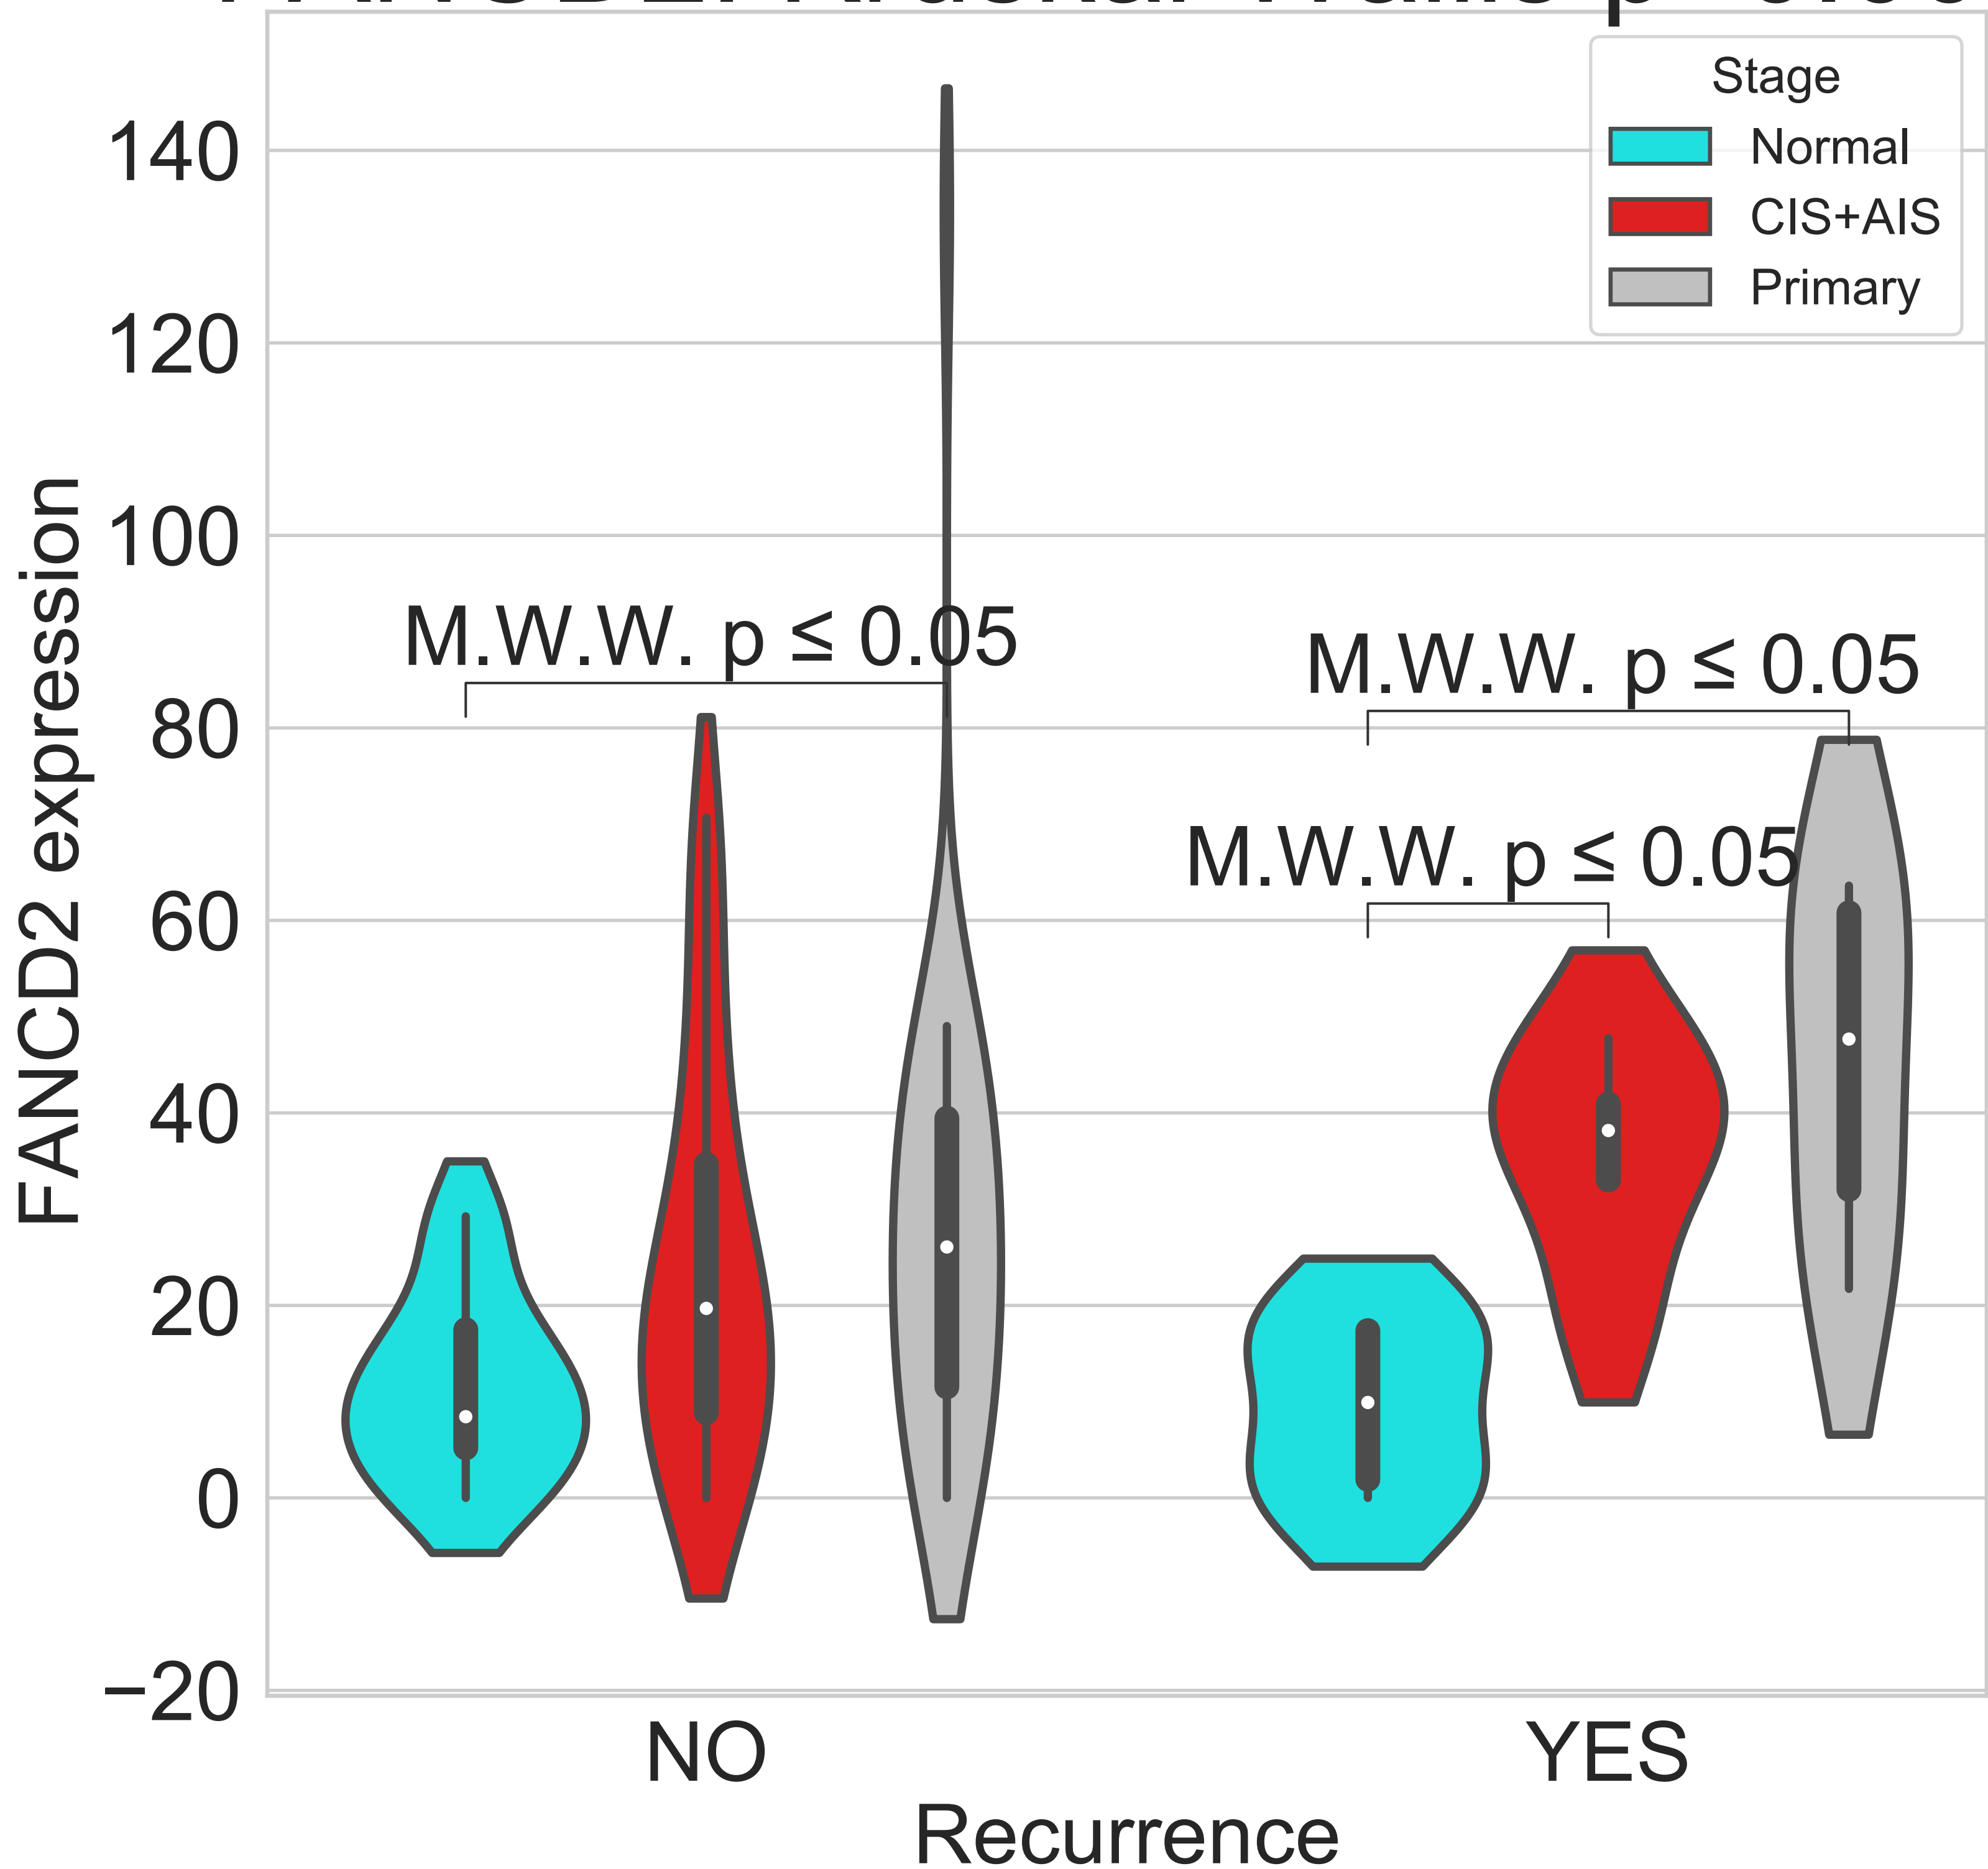 Stage
Normal
CIS+AIS
Primary
140
120
100
80
60
40
20
0
−20
FANCD2 expression
M.W.W. p ≤ 0.05
M.W.W. p ≤ 0.05
M.W.W. p ≤ 0.05
NO
YES
Recurrence